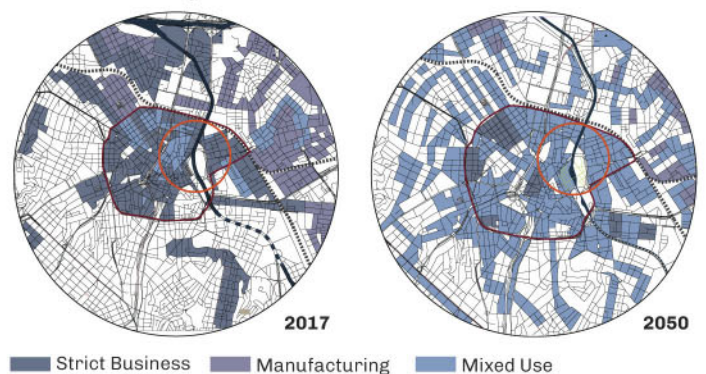 2017
2050
Strict Business
Manufacturing
Mixed Use